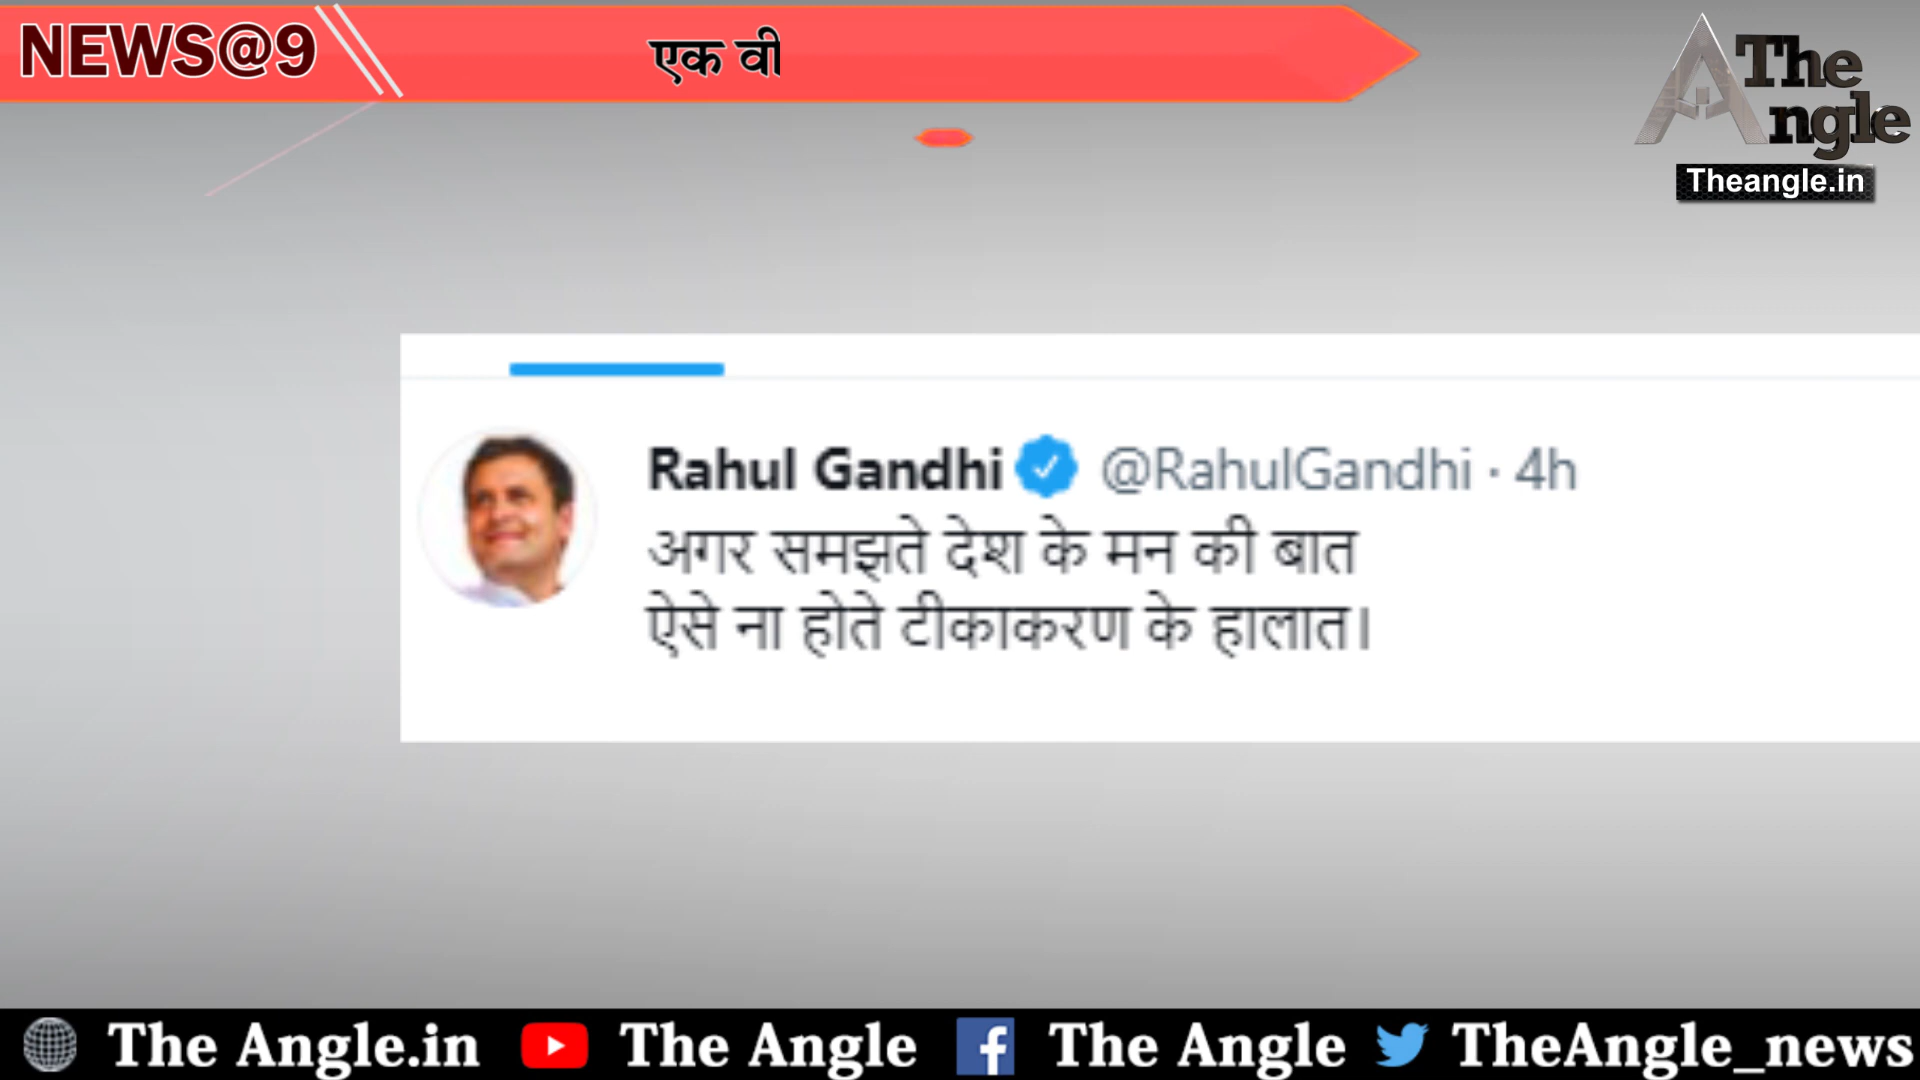 NEWS@9
एक वी
The
Angle
Theangle.in
Rahul Gandhi @RahulGandhi · 4h
अगर समझते देश के मन की बात
ऐसे ना होते टीकाकरण के हालात।
The Angle.in The Angle The Angle TheAngle_news